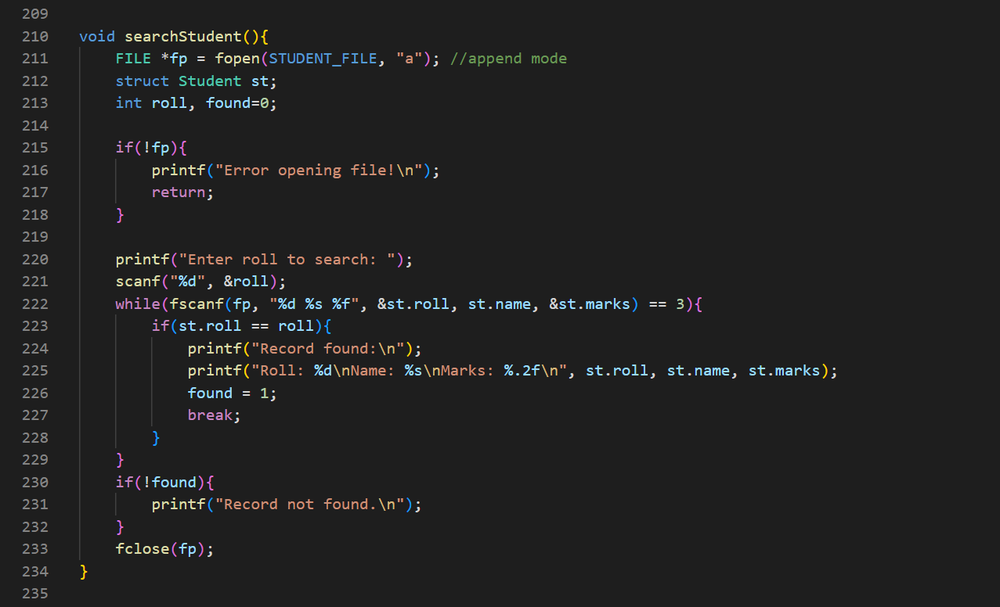 209
210 void searchStudent(){
211     FILE *fp = fopen(STUDENT_FILE, "a"); //append mode
212     struct Student st;
213     int roll, found=0;
214
215     if(!fp){
216         printf("Error opening file!\n");
217         return;
218     }
219
220     printf("Enter roll to search: ");
221     scanf("%d", &roll);
222     while(fscanf(fp, "%d %s %f", &st.roll, st.name, &st.marks) == 3){
223         if(st.roll == roll){
224             printf("Record found:\n");
225             printf("Roll: %d\nName: %s\nMarks: %.2f\n", st.roll, st.name, st.marks);
226             found = 1;
227             break;
228         }
229     }
230     if(!found){
231         printf("Record not found.\n");
232     }
233     fclose(fp);
234 }
235